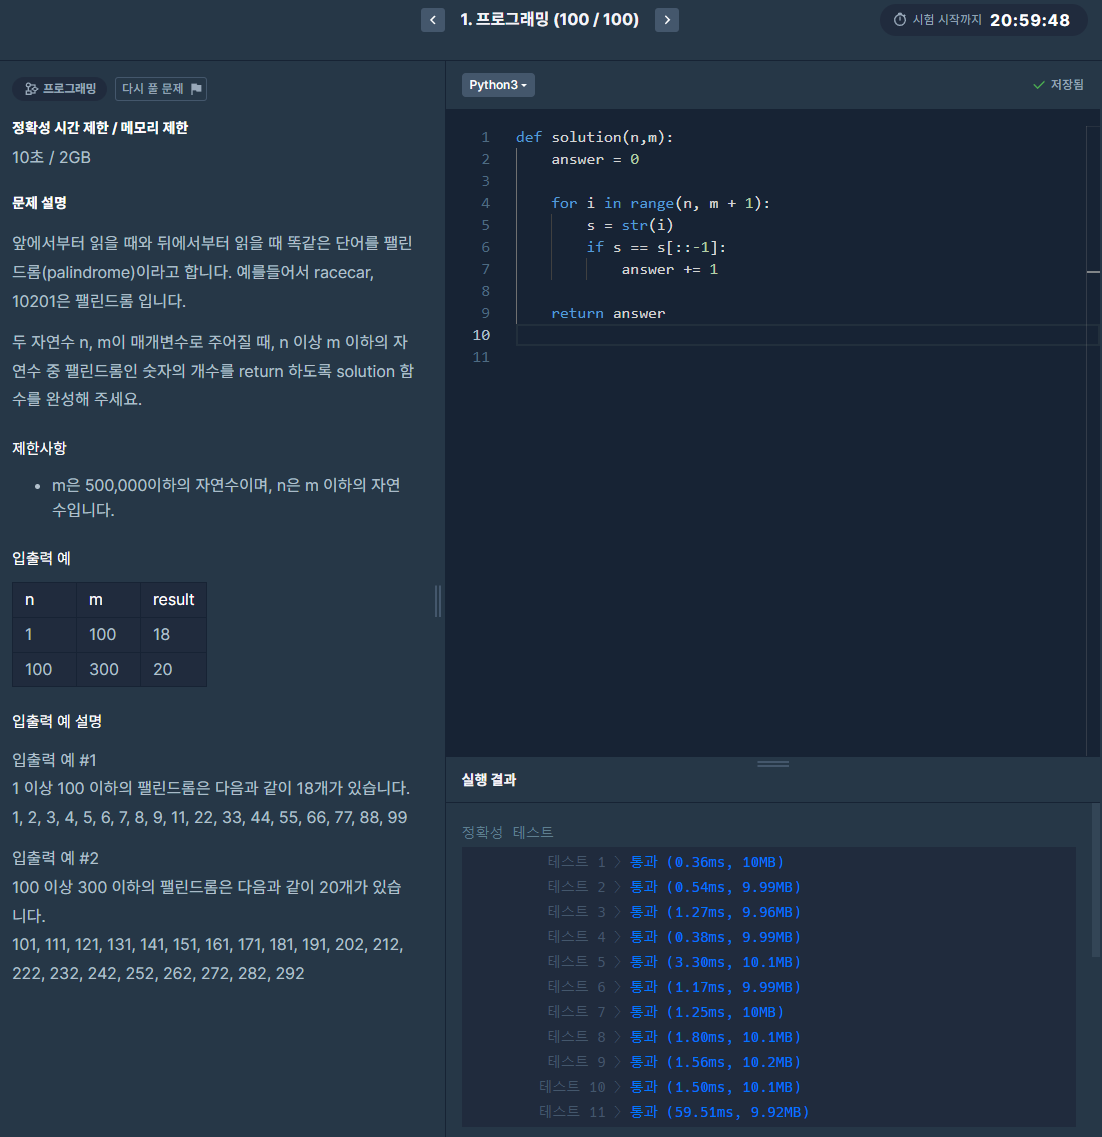 1. 프로그래밍 (100 / 100)
시험 시작까지 20:59:48
프로그래밍
다시 풀 문제
정확성 시간 제한 / 메모리 제한
10초 / 2GB
문제 설명
앞에서부터 읽을 때와 뒤에서부터 읽을 때 똑같은 단어를 팰린
드롬(palindrome)이라고 합니다. 예를들어서 racecar,
10201은 팰린드롬 입니다.
두 자연수 n, m이 매개변수로 주어질 때, n 이상 m 이하의 자
연수 중 팰린드롬인 숫자의 개수를 return 하도록 solution 함
수를 완성해 주세요.
제한사항
• m은 500,000이하의 자연수이며, n은 m 이하의 자연
수입니다.
입출력 예
n m result
1 100 18
100 300 20
입출력 예 설명
입출력 예 #1
1 이상 100 이하의 팰린드롬은 다음과 같이 18개가 있습니다.
1, 2, 3, 4, 5, 6, 7, 8, 9, 11, 22, 33, 44, 55, 66, 77, 88, 99
입출력 예 #2
100 이상 300 이하의 팰린드롬은 다음과 같이 20개가 있습
니다.
101, 111, 121, 131, 141, 151, 161, 171, 181, 191, 202, 212,
222, 232, 242, 252, 262, 272, 282, 292
Python3
저장됨
1 def solution(n,m):
2 answer = 0
3
4 for i in range(n, m + 1):
5 s = str(i)
6 if s == s[::-1]:
7 answer += 1
8
9 return answer
10
11
실행 결과
정확성 테스트
테스트 1 〉 통과 (0.36ms, 10MB)
테스트 2 〉 통과 (0.54ms, 9.99MB)
테스트 3 〉 통과 (1.27ms, 9.96MB)
테스트 4 〉 통과 (0.38ms, 9.99MB)
테스트 5 〉 통과 (3.30ms, 10.1MB)
테스트 6 〉 통과 (1.17ms, 9.99MB)
테스트 7 〉 통과 (1.25ms, 10MB)
테스트 8 〉 통과 (1.80ms, 10.1MB)
테스트 9 〉 통과 (1.56ms, 10.2MB)
테스트 10 〉 통과 (1.50ms, 10.1MB)
테스트 11 〉 통과 (59.51ms, 9.92MB)